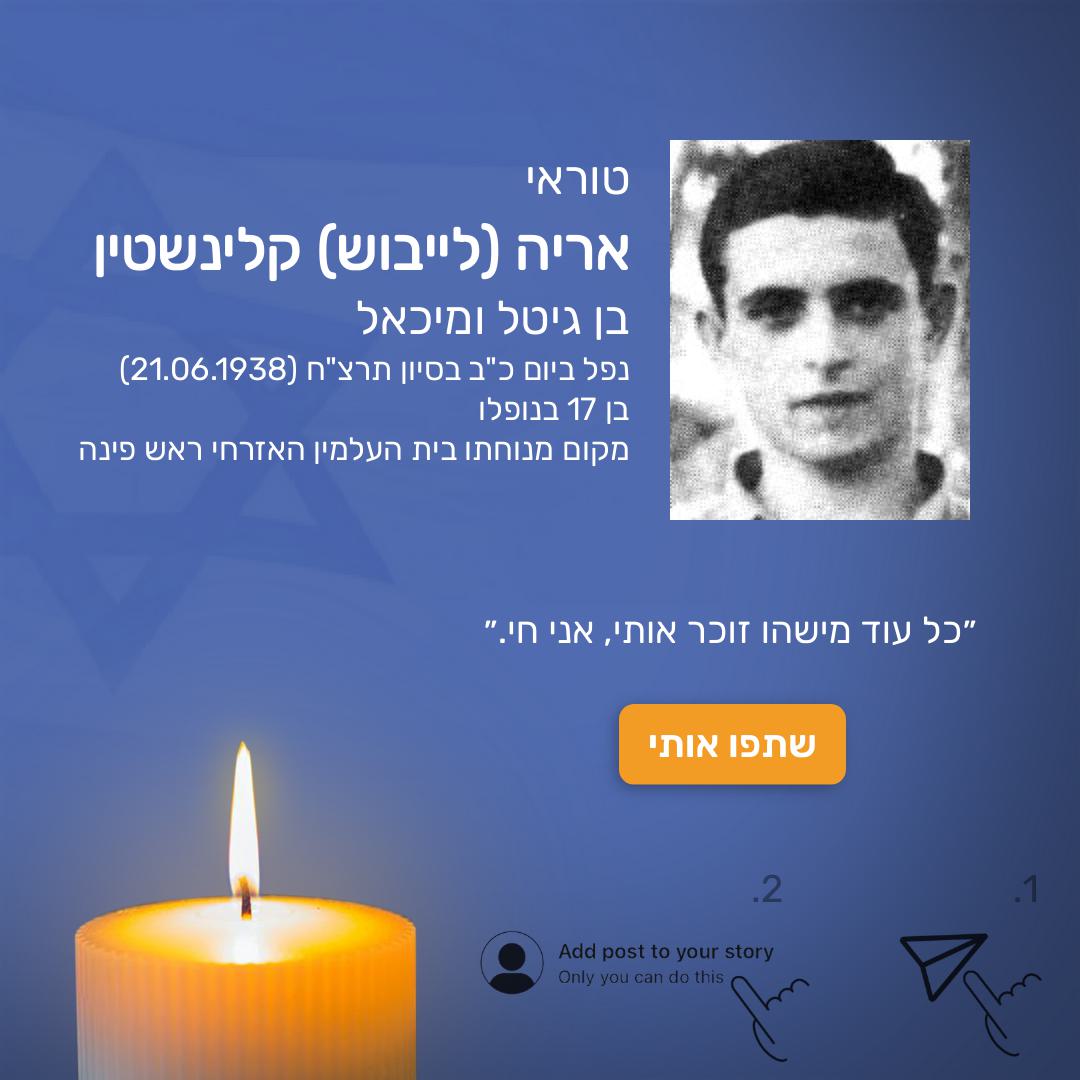 טוראי
אריה (לייבוש) קלינשטין
בן גיטל ומיכאל
נפל ביום כ"ב בסיון תרצ"ח (21.06.1938)
בן 17 בנופלו
מקום מנוחתו בית העלמין האזרחי ראש פינה
״כל עוד מישהו זוכר אותי, אני חי.״
שתפו אותי
1.
2.
Add post to your story
Only you can do this